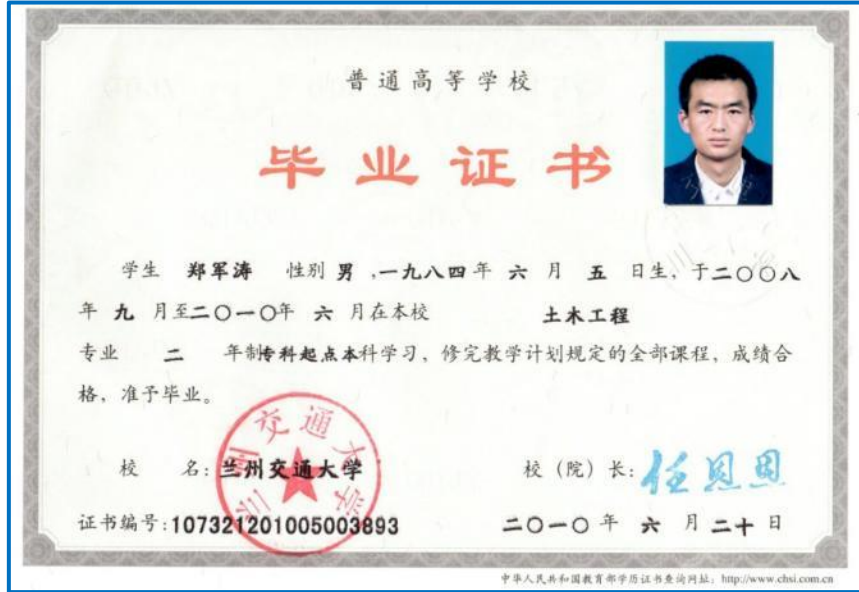 普通高等学校
毕业证书
学生 郑军涛 性别 男 ,一九八四年 六 月 五 日生, 于二〇〇八
年 九 月至二〇一〇年 六 月在本校 土木工程
专业 二 年制专科起点本科学习, 修完教学计划规定的全部课程, 成绩合
格, 准予毕业。
兰州交通大学
校 名: 兰州交通大学 校 (院) 长: 任恩恩
证书编号:107321201005003893 二〇一〇年 六 月二十日
中华人民共和国教育部学历证书查询网址: http://www.chsi.com.cn